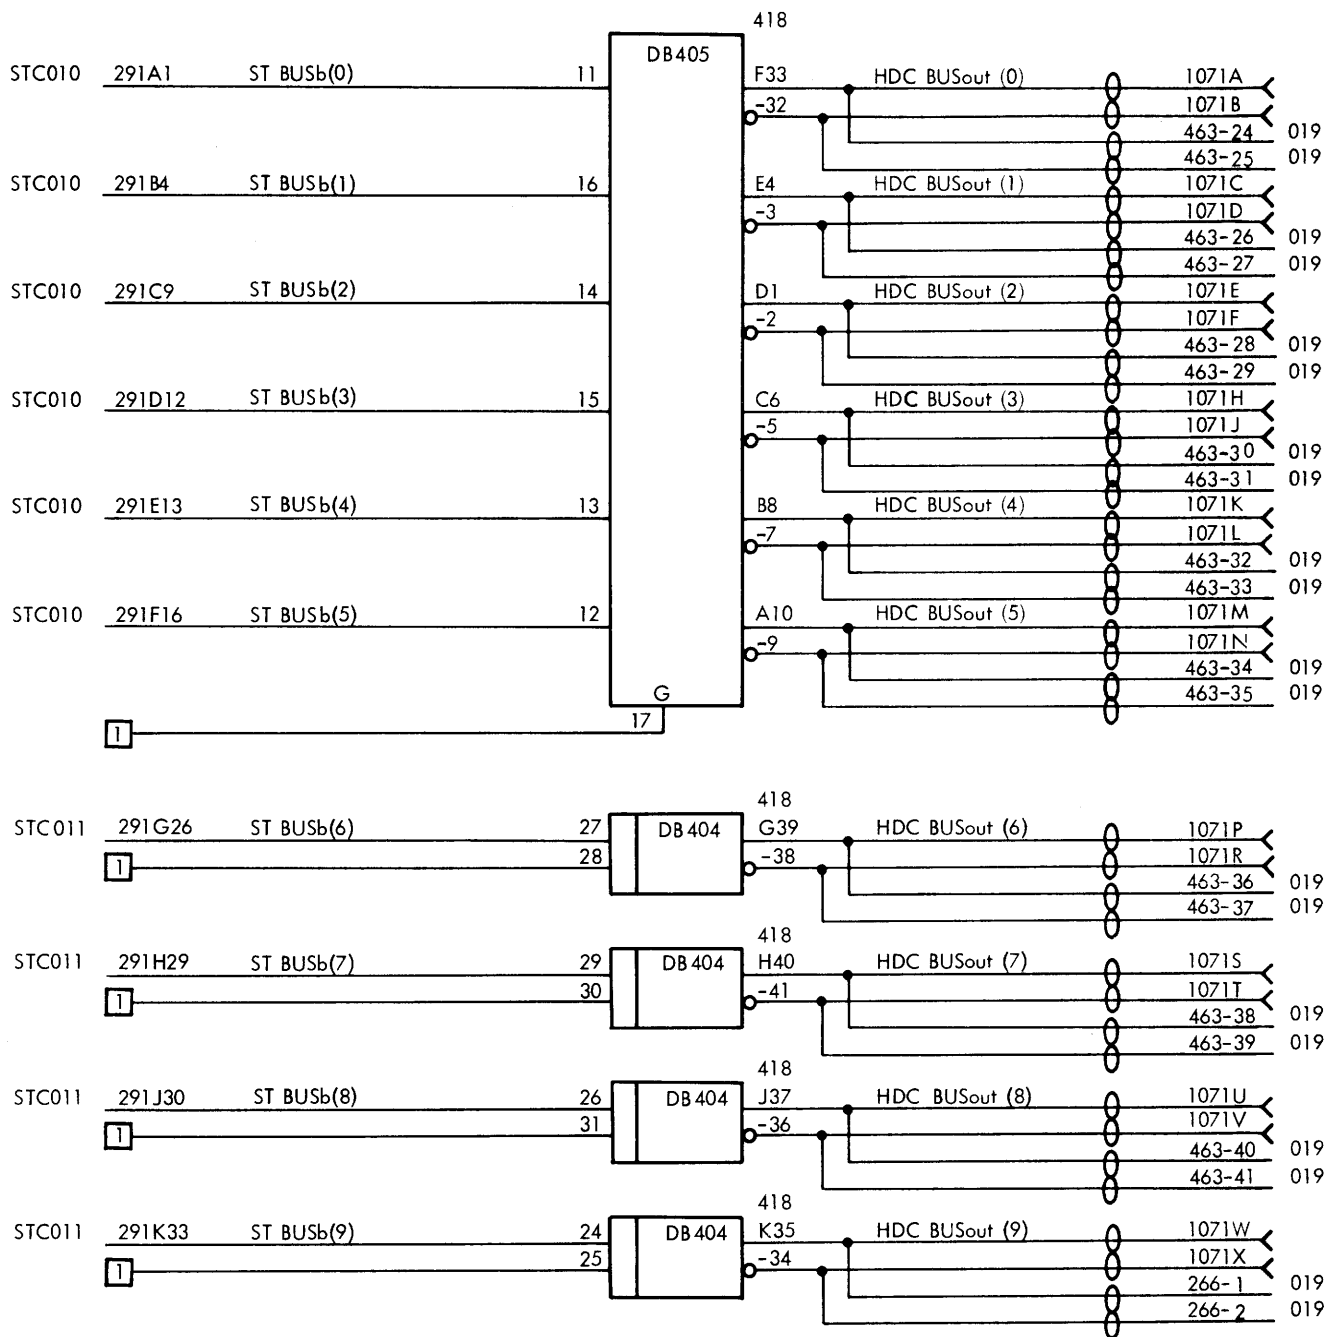 418
DB405
STC010 291A1 ST BUSb(0) 11 F33 HDC BUSout (0) 1071A
-32 1071B
463-24 019
463-25 019
STC010 291B4 ST BUSb(1) 16 E4 HDC BUSout (1) 1071C
-3 1071D
463-26 019
463-27 019
STC010 291C9 ST BUSb(2) 14 D1 HDC BUSout (2) 1071E
-2 1071F
463-28 019
463-29 019
STC010 291D12 ST BUSb(3) 15 C6 HDC BUSout (3) 1071H
-5 1071J
463-30 019
463-31 019
STC010 291E13 ST BUSb(4) 13 B8 HDC BUSout (4) 1071K
-7 1071L
463-32 019
463-33 019
STC010 291F16 ST BUSb(5) 12 A10 HDC BUSout (5) 1071M
-9 1071N
463-34 019
G 463-35 019
1 17
418
STC011 291G26 ST BUSb(6) 27 DB404 G39 HDC BUSout (6) 1071P
1 28 -38 1071R
463-36 019
463-37 019
418
STC011 291H29 ST BUSb(7) 29 DB404 H40 HDC BUSout (7) 1071S
1 30 -41 1071T
463-38 019
463-39 019
418
STC011 291J30 ST BUSb(8) 26 DB404 J37 HDC BUSout (8) 1071U
1 31 -36 1071V
463-40 019
463-41 019
418
STC011 291K33 ST BUSb(9) 24 DB404 K35 HDC BUSout (9) 1071W
1 25 -34 1071X
266-1 019
266-2 019